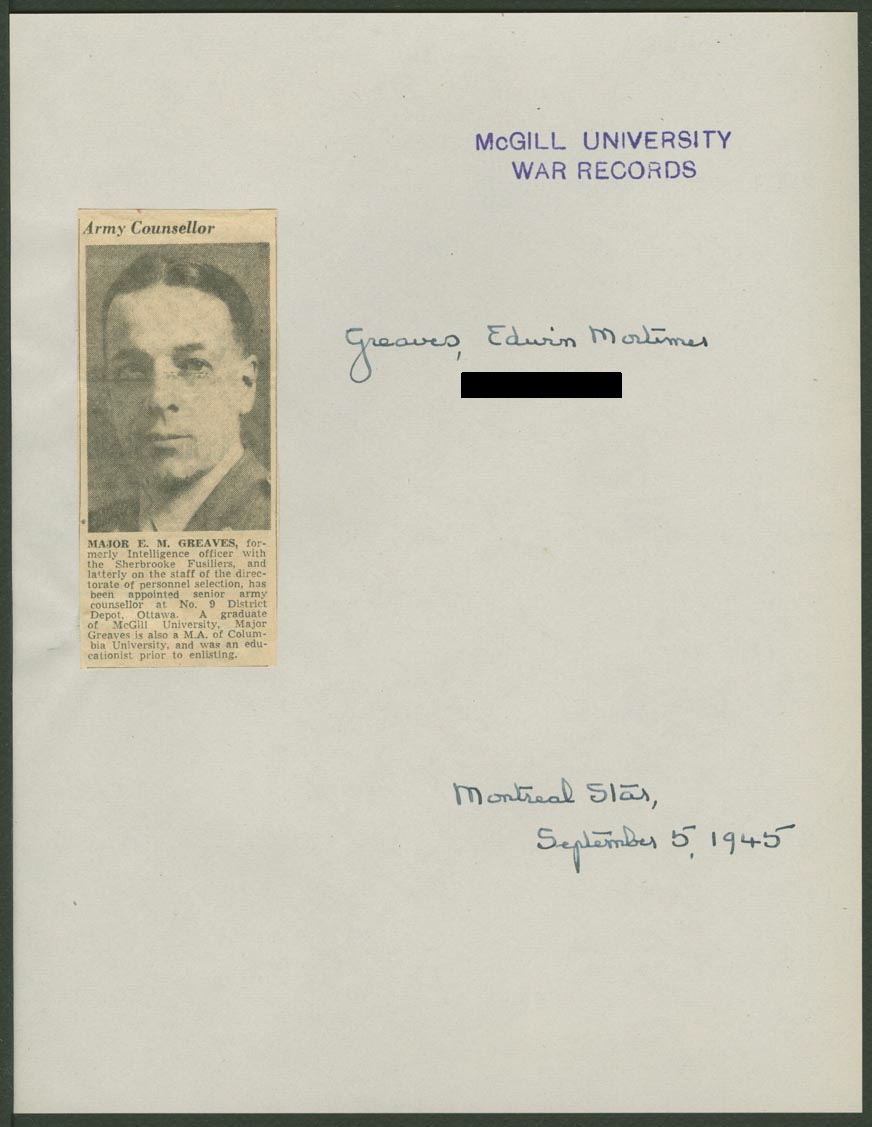 McGILL UNIVERSITY
WAR RECORDS
Army Counsellor
Greaves, Edwin Mortimer
MAJOR E. M. GREAVES, for-
merly Intelligence officer with
the Sherbrooke Fusiliers, and
latterly on the staff of the direc-
torate of personnel selection, has
been appointed senior army
counsellor at No. 9 District
Depot, Ottawa. A graduate
of McGill University, Major
Greaves is also a M.A. of Colum-
bia University, and was an edu-
cationist prior to enlisting.
Montreal Star,
September 5, 1945